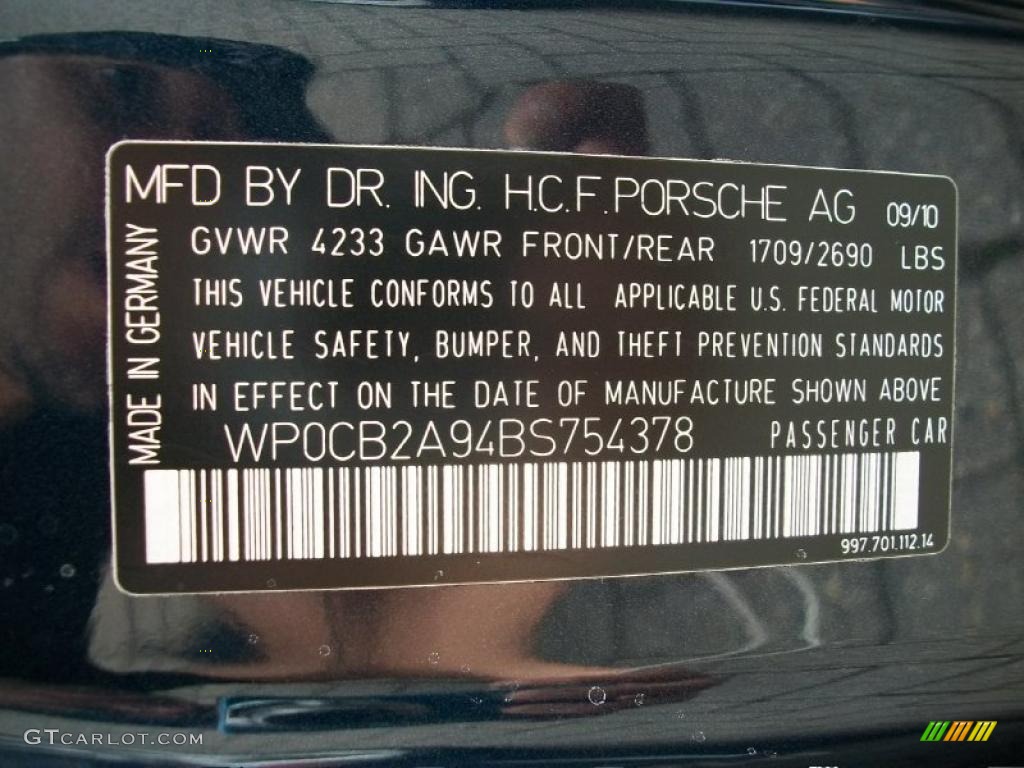 MFD BY DR. ING. H.C.F. PORSCHE AG 09/10
GVWR 4233 GAWR FRONT/REAR 1709/2690 LBS
THIS VEHICLE CONFORMS TO ALL APPLICABLE U.S. FEDERAL MOTOR
VEHICLE SAFETY, BUMPER, AND THEFT PREVENTION STANDARDS
IN EFFECT ON THE DATE OF MANUFACTURE SHOWN ABOVE
WP0CB2A94BS754378 PASSENGER CAR
MADE IN GERMANY
997.701.112.14
GTCARLOT.COM